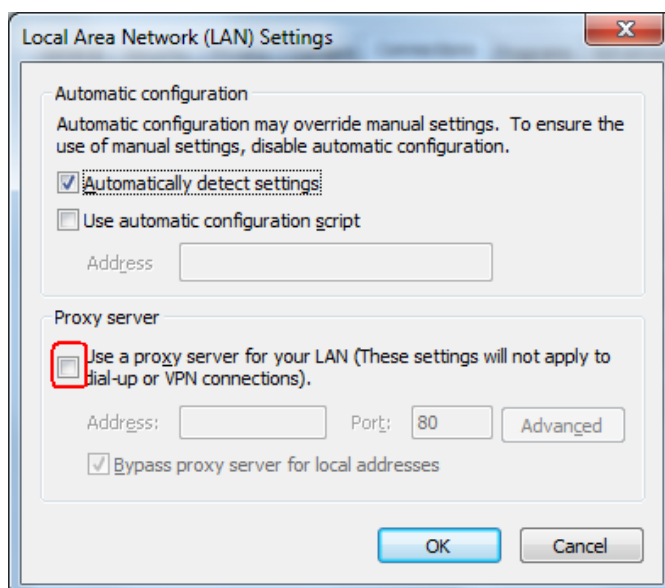 Local Area Network (LAN) Settings
Automatic configuration
Automatic configuration may override manual settings. To ensure the
use of manual settings, disable automatic configuration.
Automatically detect settings
Use automatic configuration script
Address
Proxy server
Use a proxy server for your LAN (These settings will not apply to
dial-up or VPN connections).
Address: Port: 80 Advanced
Bypass proxy server for local addresses
OK Cancel